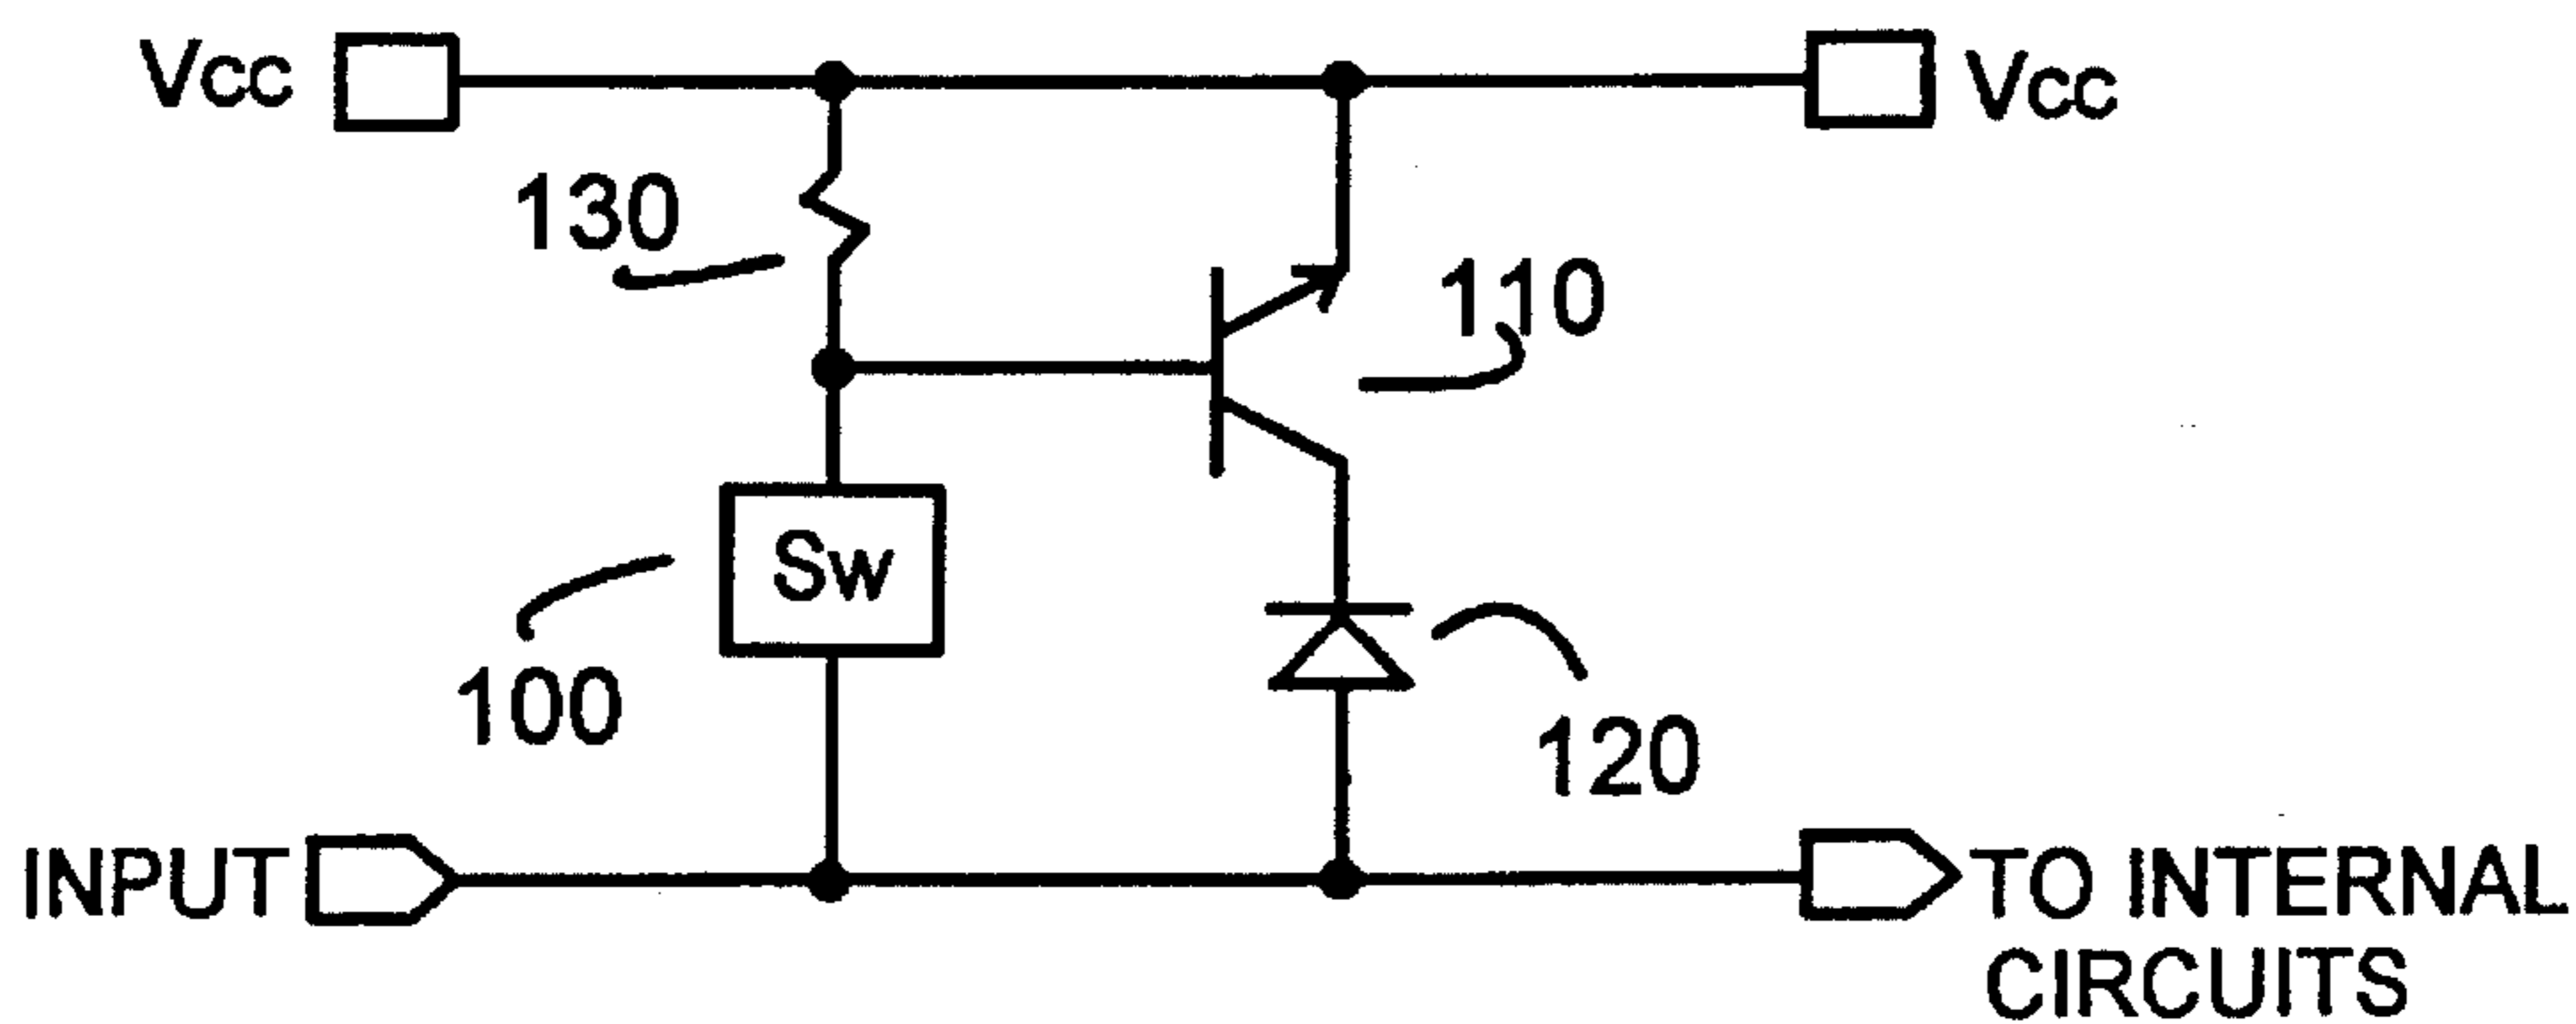 Vcc
Vcc
130
110
Sw
100
120
INPUT
TO INTERNAL
CIRCUITS